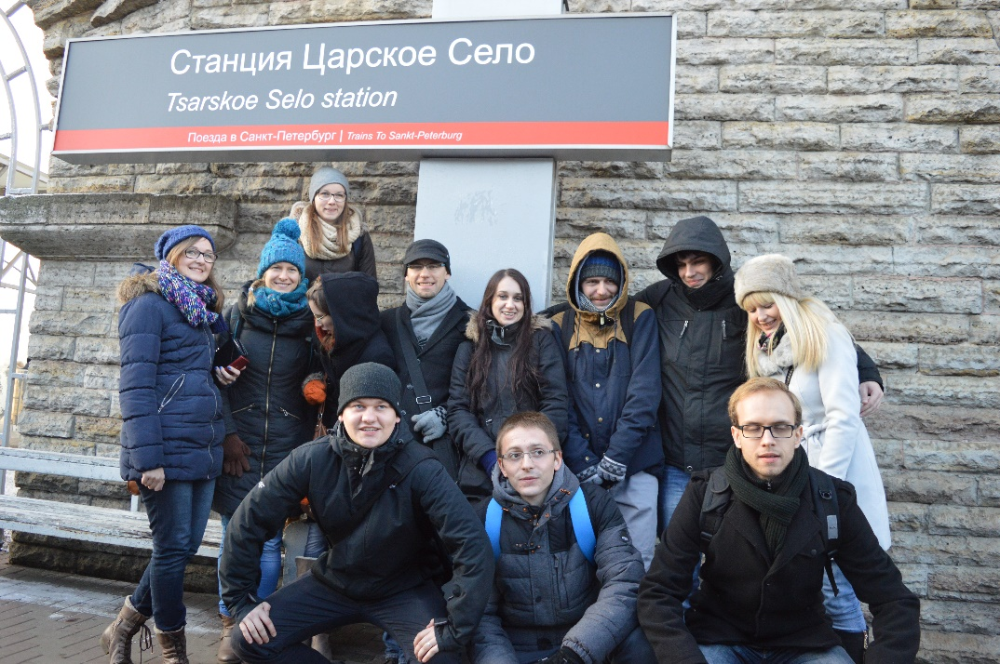 Станция Царское Село
Tsarskoe Selo station
Поезда в Санкт-Петербург | Trains To Sankt-Peterburg